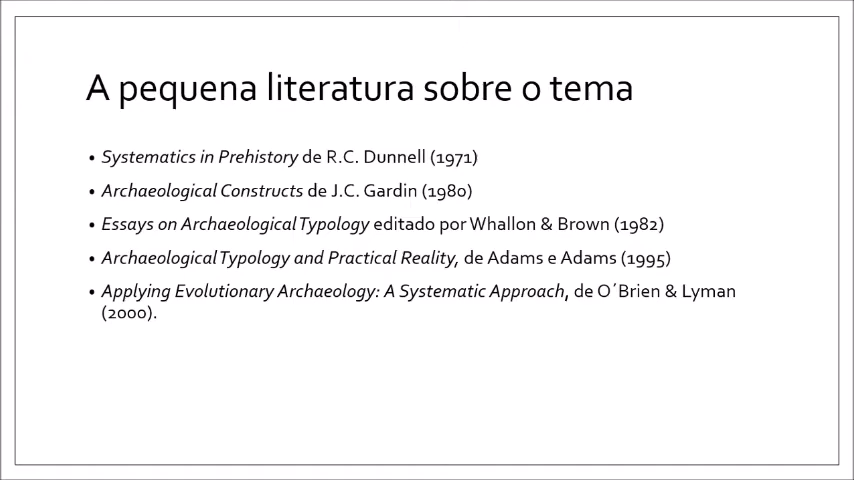 A pequena literatura sobre o tema
• Systematics in Prehistory de R.C. Dunnell (1971)
• Archaeological Constructs de J.C. Gardin (1980)
• Essays on Archaeological Typology editado por Whallon & Brown (1982)
• Archaeological Typology and Practical Reality, de Adams e Adams (1995)
• Applying Evolutionary Archaeology: A Systematic Approach, de O´Brien & Lyman
(2000).